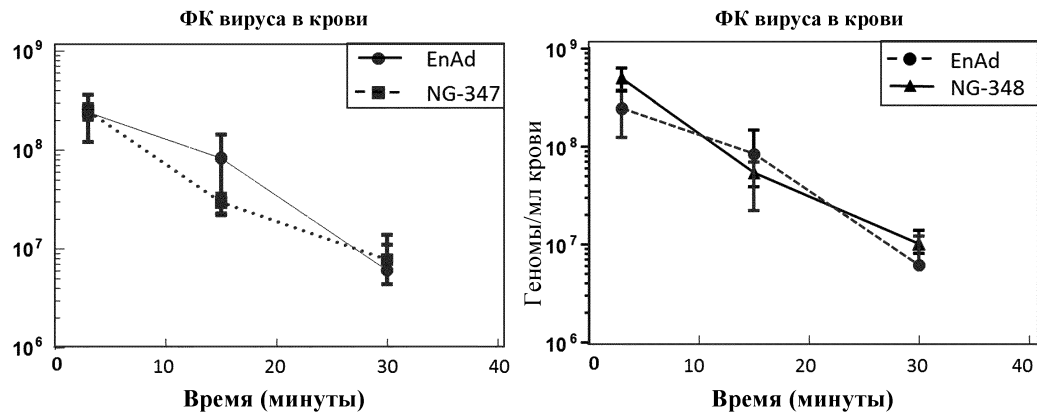 ФК вируса в крови
10⁹
10⁸
10⁷
10⁶
EnAd
NG-347
0
10
20
30
40
Время (минуты)
ФК вируса в крови
Геномы/мл крови
10⁹
10⁸
10⁷
10⁶
EnAd
NG-348
0
10
20
30
40
Время (минуты)